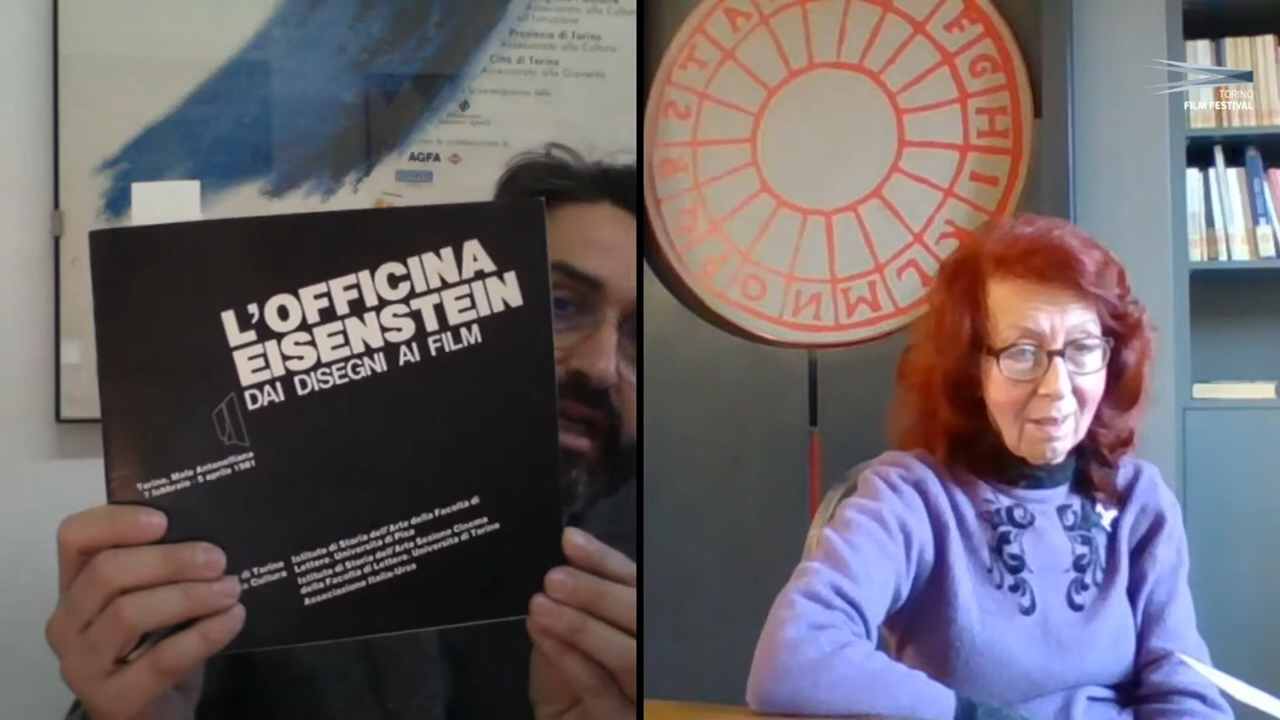 Assessorato alla Cultura
all'Istruzione
Provincia di Torino
Assessorato alla Cultura
Città di Torino
Assessorato alla Gioventù
AGFA
L'OFFICINA
EISENSTEIN
DAI DISEGNI AI FILM
Torino, Mole Antonelliana
7 febbraio - 5 aprile 1981
di Torino
Cultura
Istituto di Storia dell'Arte della Facoltà di
Lettere. Università di Pisa
Istituto di Storia dell'Arte Sezione Cinema
della Facoltà di Lettere. Università di Torino
Associazione Italia-Urss
F G H I K L M N O P Q R S T A
TORINO
FILM FESTIVAL